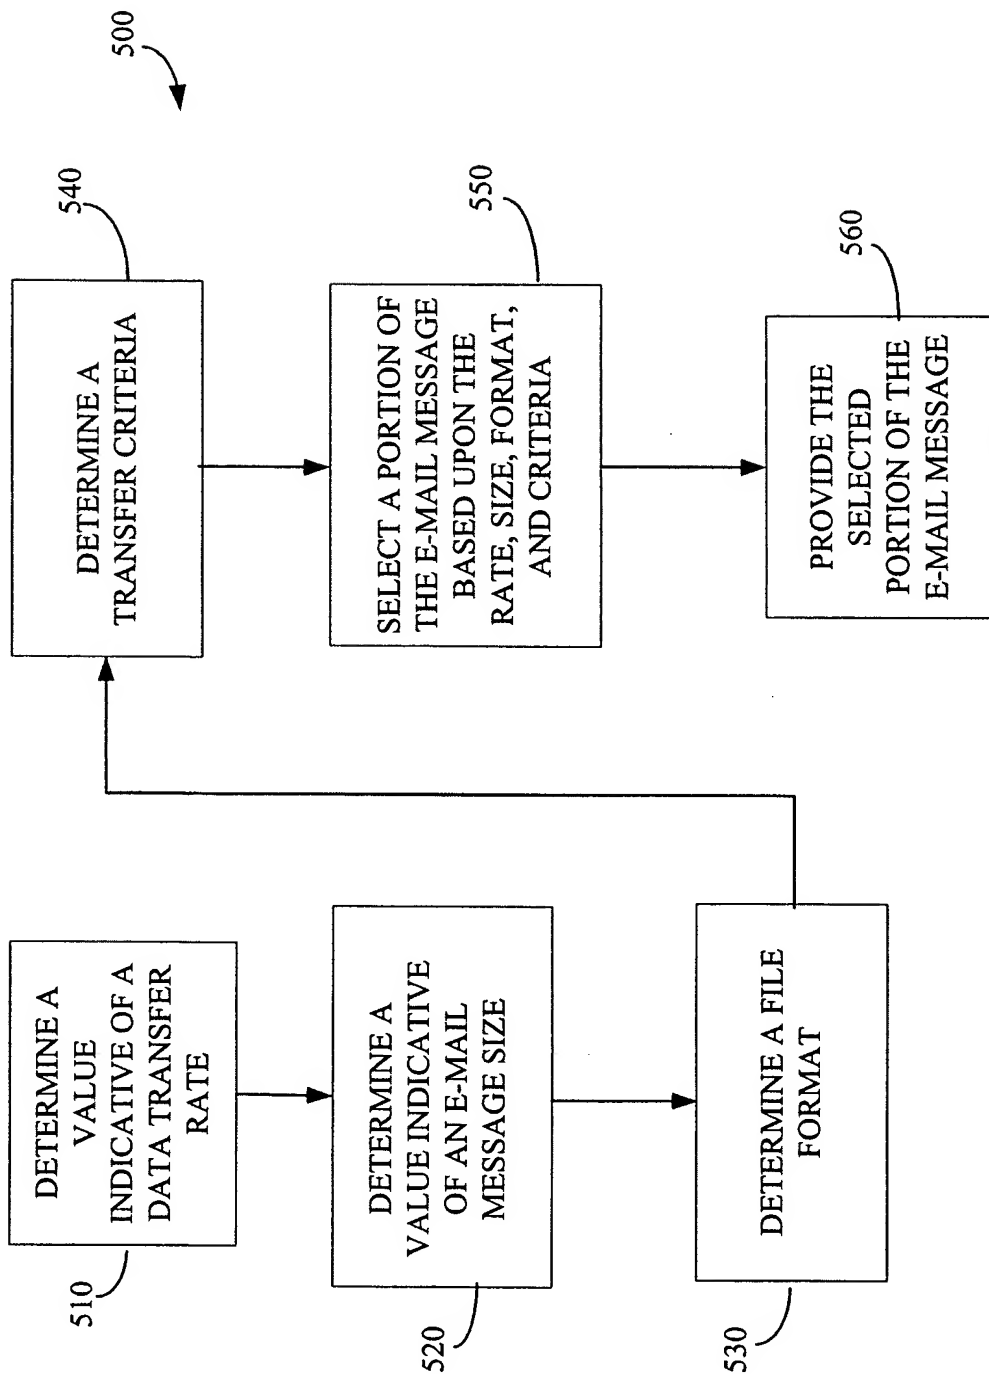 500
DETERMINE A
VALUE
INDICATIVE OF A
DATA TRANSFER
RATE
510
DETERMINE A
VALUE INDICATIVE
OF AN E-MAIL
MESSAGE SIZE
520
DETERMINE A FILE
FORMAT
530
DETERMINE A
TRANSFER CRITERIA
540
SELECT A PORTION OF
THE E-MAIL MESSAGE
BASED UPON THE
RATE, SIZE, FORMAT,
AND CRITERIA
550
PROVIDE THE
SELECTED
PORTION OF THE
E-MAIL MESSAGE
560